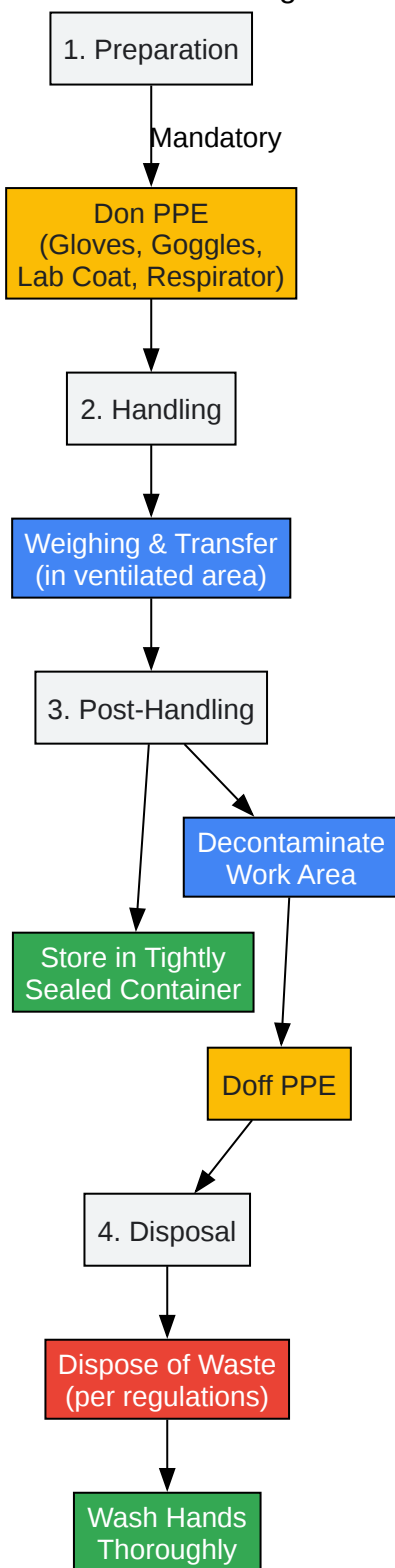 1. Preparation
Mandatory
Don PPE
(Gloves, Goggles,
Lab Coat, Respirator)
2. Handling
Weighing & Transfer
(in ventilated area)
3. Post-Handling
Decontaminate
Work Area
Store in Tightly
Sealed Container
Doff PPE
4. Disposal
Dispose of Waste
(per regulations)
Wash Hands
Thoroughly